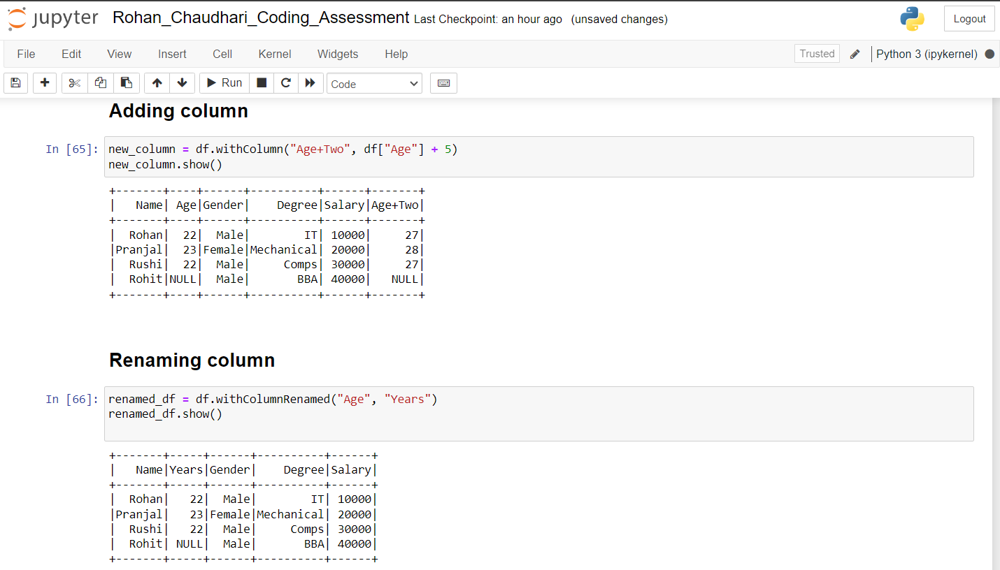 jupyter Rohan_Chaudhari_Coding_Assessment Last Checkpoint: an hour ago (unsaved changes) Logout
File Edit View Insert Cell Kernel Widgets Help Trusted Python 3 (ipykernel)
Run Code
Adding column
In [65]: new_column = df.withColumn("Age+Two", df["Age"] + 5)
new_column.show()
+-------+----+------+----------+------+-------+
|   Name| Age|Gender|    Degree|Salary|Age+Two|
+-------+----+------+----------+------+-------+
|  Rohan|  22|  Male|        IT| 10000|     27|
|Pranjal|  23|Female|Mechanical| 20000|     28|
|  Rushi|  22|  Male|     Comps| 30000|     27|
|  Rohit|NULL|  Male|       BBA| 40000|   NULL|
+-------+----+------+----------+------+-------+
Renaming column
In [66]: renamed_df = df.withColumnRenamed("Age", "Years")
renamed_df.show()
+-------+-----+------+----------+------+
|   Name|Years|Gender|    Degree|Salary|
+-------+-----+------+----------+------+
|  Rohan|   22|  Male|        IT| 10000|
|Pranjal|   23|Female|Mechanical| 20000|
|  Rushi|   22|  Male|     Comps| 30000|
|  Rohit| NULL|  Male|       BBA| 40000|
+-------+-----+------+----------+------+